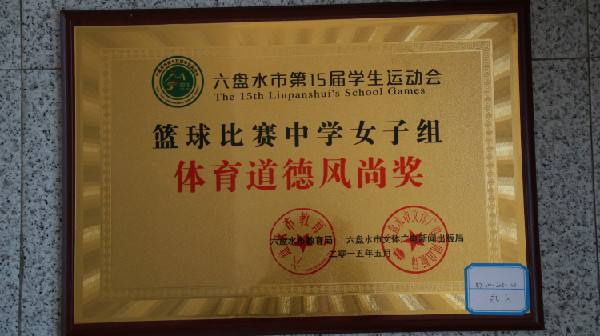 六盘水市第15届学生运动会
The 15th Liupanshui's School Games
篮球比赛中学女子组
体育道德风尚奖
六盘水市教育局 六盘水市文体广电新闻出版局
二〇一五年五月